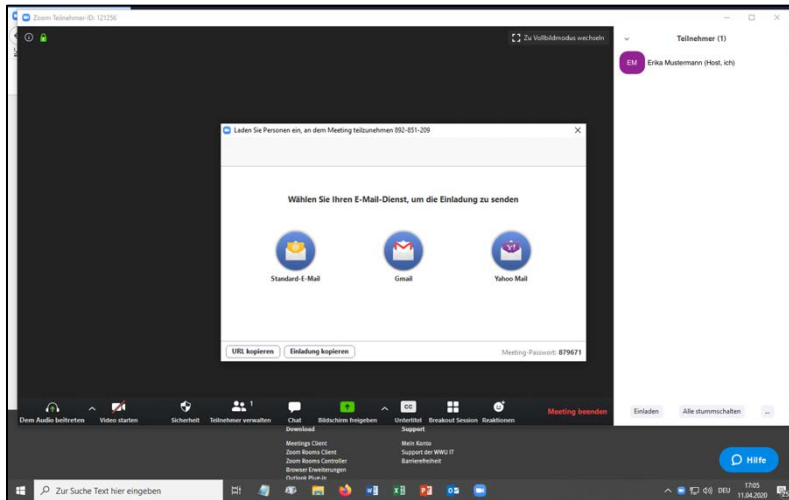 Zoom Teilnehmer-ID: 121256
Zu Vollbildmodus wechseln
Teilnehmer (1)
EM
Erika Mustermann (Host, ich)
Laden Sie Personen ein, an dem Meeting teilzunehmen 892-851-209
Wählen Sie Ihren E-Mail-Dienst, um die Einladung zu senden
Standard-E-Mail
Gmail
Yahoo Mail
URL kopieren
Einladung kopieren
Meeting-Passwort: 879671
Dem Audio beitreten
Video starten
Sicherheit
1
Teilnehmer verwalten
Chat
Bildschirm freigeben
CC
Untertitel
Breakout Session
Reaktionen
Meeting beenden
Einladen
Alle stummschalten
...
Download
Meetings Client
Zoom Rooms Client
Zoom Rooms Controller
Browser Erweiterungen
Outlook Plug-in
Support
Mein Konto
Support der WWU IT
Barrierefreiheit
Hilfe
Zur Suche Text hier eingeben
DEU
17:05
11.04.2020